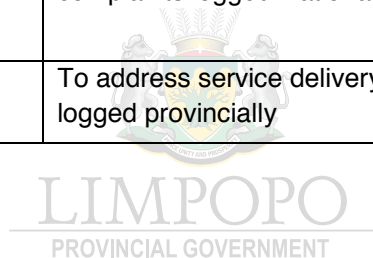 To address service delivery
logged provincially
LIMPOPO
PROVINCIAL GOVERNMENT